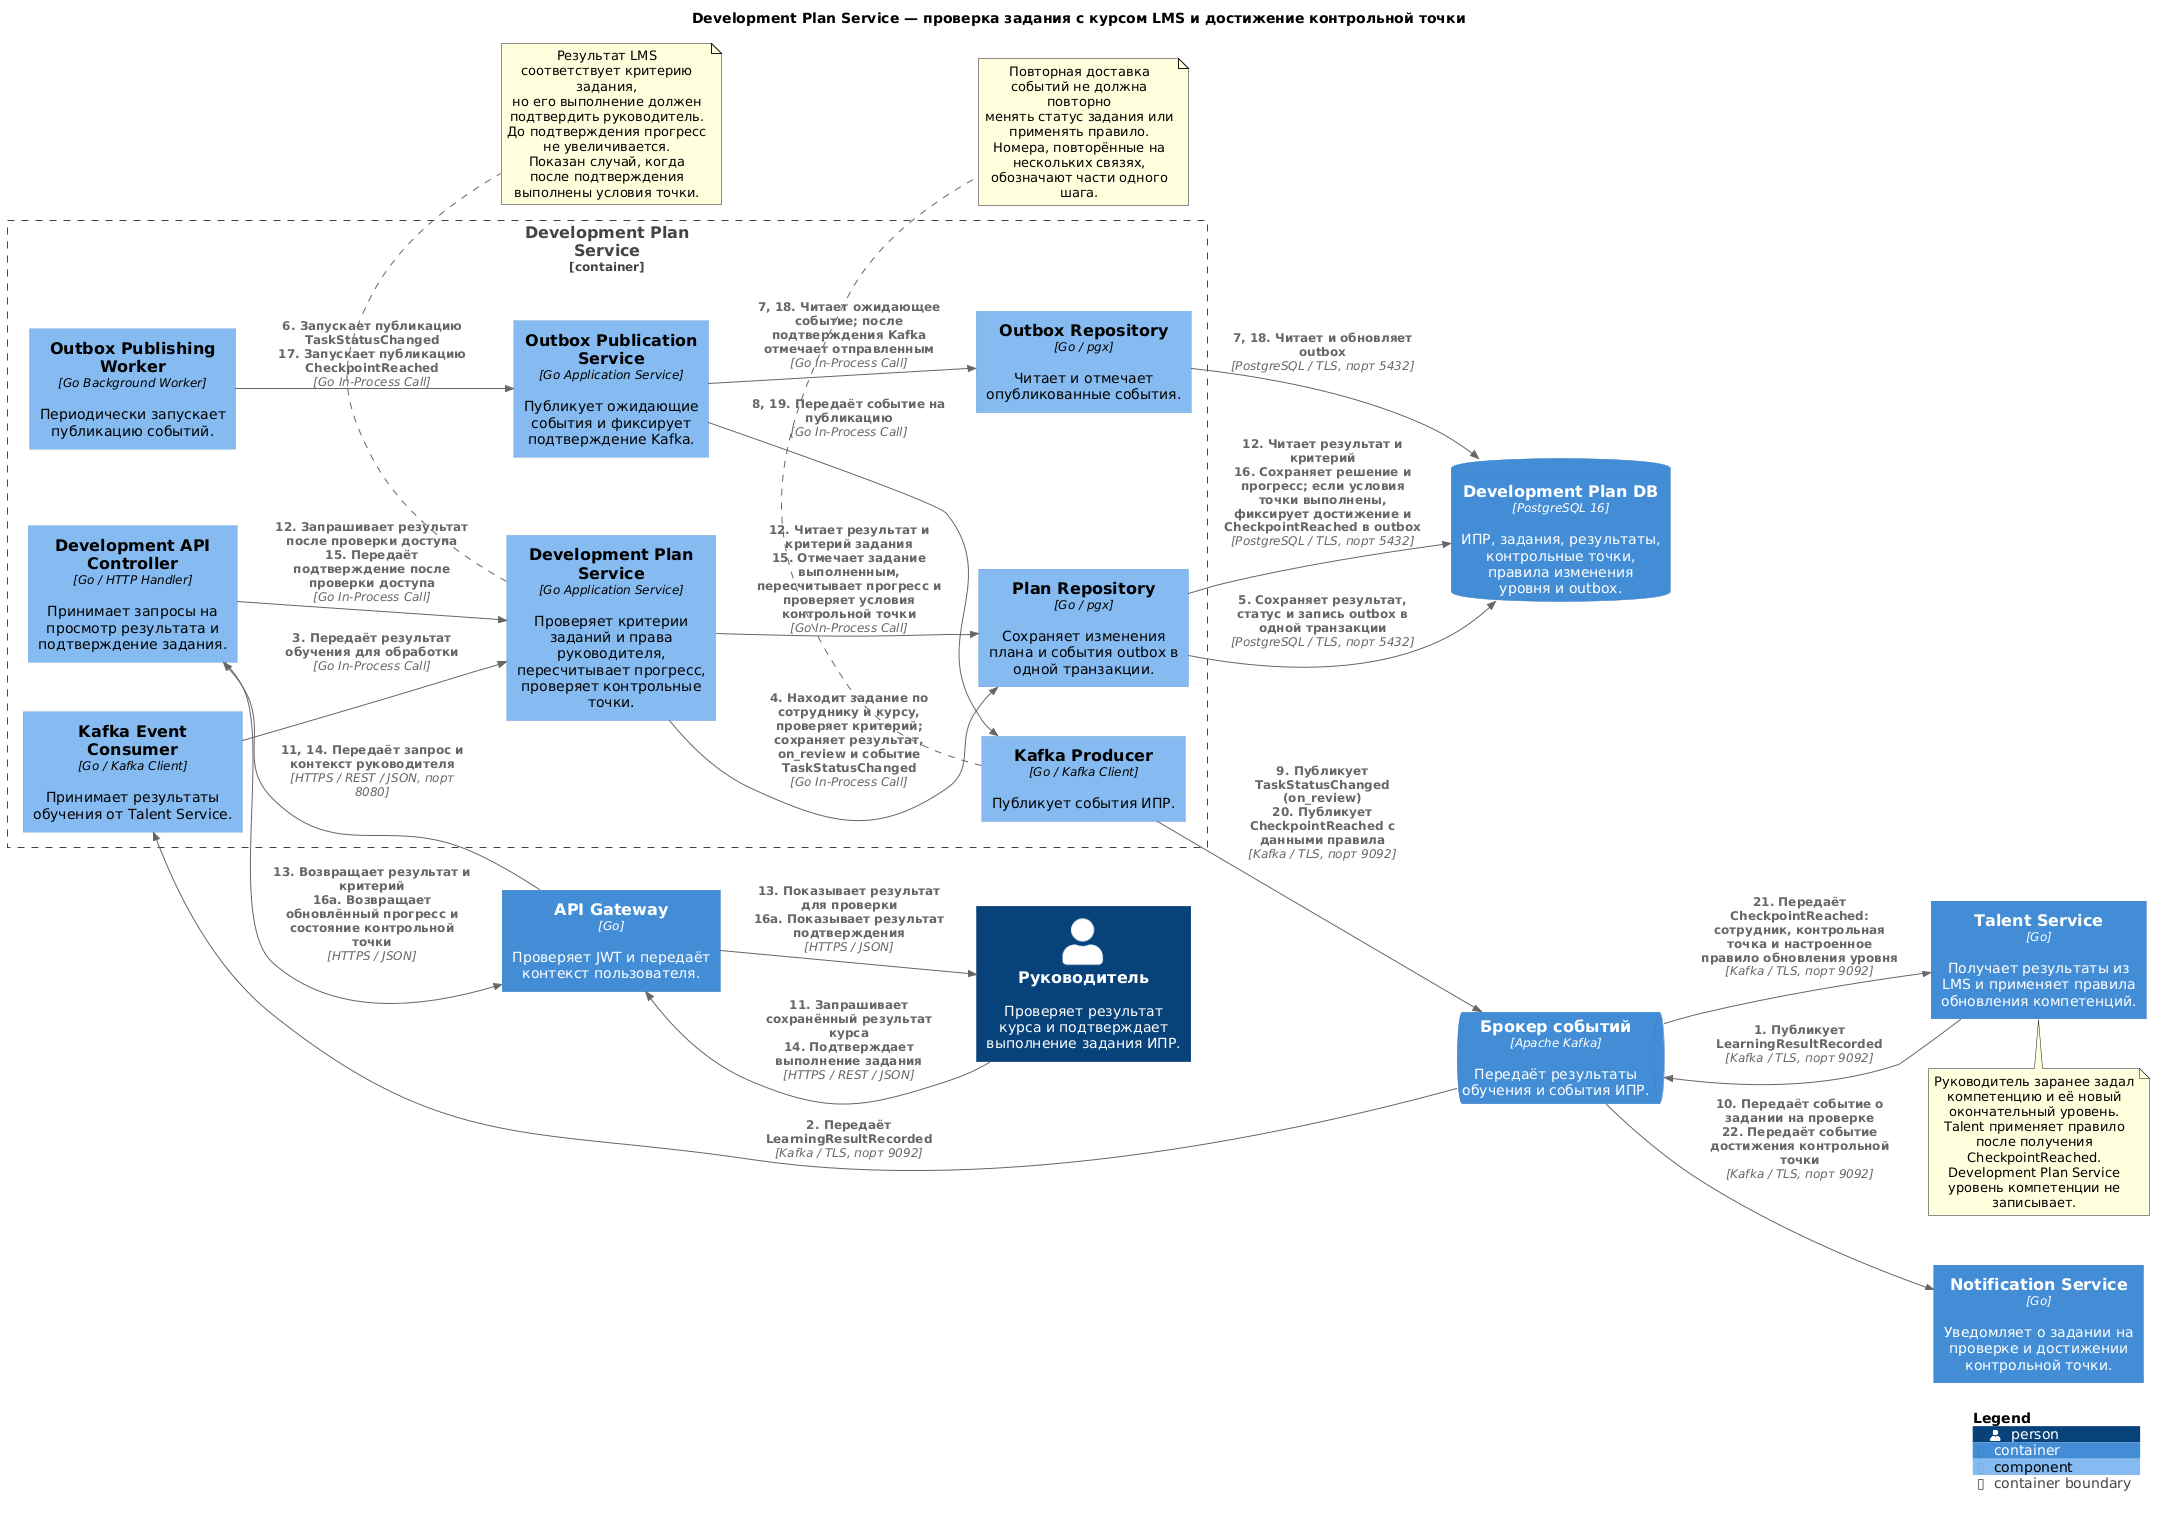 Development Plan Service — проверка задания с курсом LMS и достижение контрольной точки
Результат LMS
соответствует критерию
задания,
но его выполнение должен
подтвердить руководитель.
До подтверждения прогресс
не увеличивается.
Показан случай, когда
после подтверждения
выполнены условия точки.
Повторная доставка
событий не должна
повторно
менять статус задания или
применять правило.
Номера, повторённые на
нескольких связях,
обозначают части одного
шага.
Development Plan
Service
[container]
Outbox Publishing
Worker
[Go Background Worker]
Периодически запускает
публикацию событий.
6. Запускает публикацию
TaskStatusChanged
17. Запускает публикацию
CheckpointReached
[Go In-Process Call]
Outbox Publication
Service
[Go Application Service]
Публикует ожидающие
события и фиксирует
подтверждение Kafka.
7, 18. Читает ожидающее
событие; после
подтверждения Kafka
отмечает отправленным
[Go In-Process Call]
8, 19. Передаёт событие на
публикацию
[Go In-Process Call]
Outbox Repository
[Go / pgx]
Читает и отмечает
опубликованные события.
7, 18. Читает и обновляет
outbox
[PostgreSQL / TLS, порт 5432]
12. Читает результат и
критерий
16. Сохраняет решение и
прогресс; если условия
точки выполнены,
фиксирует достижение и
CheckpointReached в outbox
[PostgreSQL / TLS, порт 5432]
Development Plan DB
[PostgreSQL 16]
ИПР, задания, результаты,
контрольные точки,
правила изменения
уровня и outbox.
Development API
Controller
[Go / HTTP Handler]
Принимает запросы на
просмотр результата и
подтверждение задания.
12. Запрашивает результат
после проверки доступа
15. Передаёт
подтверждение после
проверки доступа
[Go In-Process Call]
3. Передаёт результат
обучения для обработки
[Go In-Process Call]
Development Plan
Service
[Go Application Service]
Проверяет критерии
заданий и права
руководителя,
пересчитывает прогресс,
проверяет контрольные
точки.
12. Читает результат и
критерий задания
15. Отмечает задание
выполненным,
пересчитывает прогресс и
проверяет условия
контрольной точки
[Go In-Process Call]
Plan Repository
[Go / pgx]
Сохраняет изменения
плана и события outbox в
одной транзакции.
5. Сохраняет результат,
статус и запись outbox в
одной транзакции
[PostgreSQL / TLS, порт 5432]
Kafka Event
Consumer
[Go / Kafka Client]
Принимает результаты
обучения от Talent Service.
11, 14. Передаёт запрос и
контекст руководителя
[HTTPS / REST / JSON, порт
8080]
4. Находит задание по
сотруднику и курсу,
проверяет критерий;
сохраняет результат,
on_review и событие
TaskStatusChanged
[Go In-Process Call]
Kafka Producer
[Go / Kafka Client]
Публикует события ИПР.
9. Публикует
TaskStatusChanged
(on_review)
20. Публикует
CheckpointReached с
данными правила
[Kafka / TLS, порт 9092]
13. Возвращает результат и
критерий
16a. Возвращает
обновлённый прогресс и
состояние контрольной
точки
[HTTPS / JSON]
API Gateway
[Go]
Проверяет JWT и передаёт
контекст пользователя.
13. Показывает результат
для проверки
16a. Показывает результат
подтверждения
[HTTPS / JSON]
11. Запрашивает
сохранённый результат
курса
14. Подтверждает
выполнение задания
[HTTPS / REST / JSON]
Руководитель
Проверяет результат
курса и подтверждает
выполнение задания ИПР.
2. Передаёт
LearningResultRecorded
[Kafka / TLS, порт 9092]
Брокер событий
[Apache Kafka]
Передаёт результаты
обучения и события ИПР.
21. Передаёт
CheckpointReached:
сотрудник, контрольная
точка и настроенное
правило обновления уровня
[Kafka / TLS, порт 9092]
1. Публикует
LearningResultRecorded
[Kafka / TLS, порт 9092]
10. Передаёт событие о
задании на проверке
22. Передаёт событие
достижения контрольной
точки
[Kafka / TLS, порт 9092]
Talent Service
[Go]
Получает результаты из
LMS и применяет правила
обновления компетенций.
Руководитель заранее задал
компетенцию и её новый
окончательный уровень.
Talent применяет правило
после получения
CheckpointReached.
Development Plan Service
уровень компетенции не
записывает.
Notification Service
[Go]
Уведомляет о задании на
проверке и достижении
контрольной точки.
Legend
person
container
component
container boundary